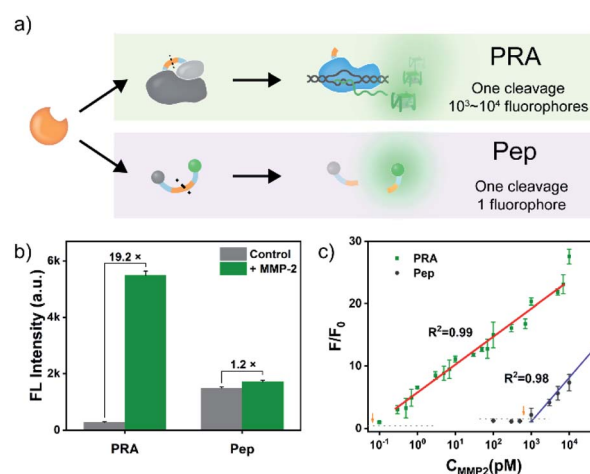 a)
PRA
One cleavage
10³~10⁴ fluorophores
Pep
One cleavage
1 fluorophore
b)
FL Intensity (a.u.)
6k
4k
2k
0
Control
+ MMP-2
19.2 ×
1.2 ×
PRA
Pep
c)
F/F₀
30
20
10
0
PRA
Pep
R²=0.99
R²=0.98
10⁻¹ 10⁰ 10¹ 10² 10³ 10⁴
C_MMP2(pM)